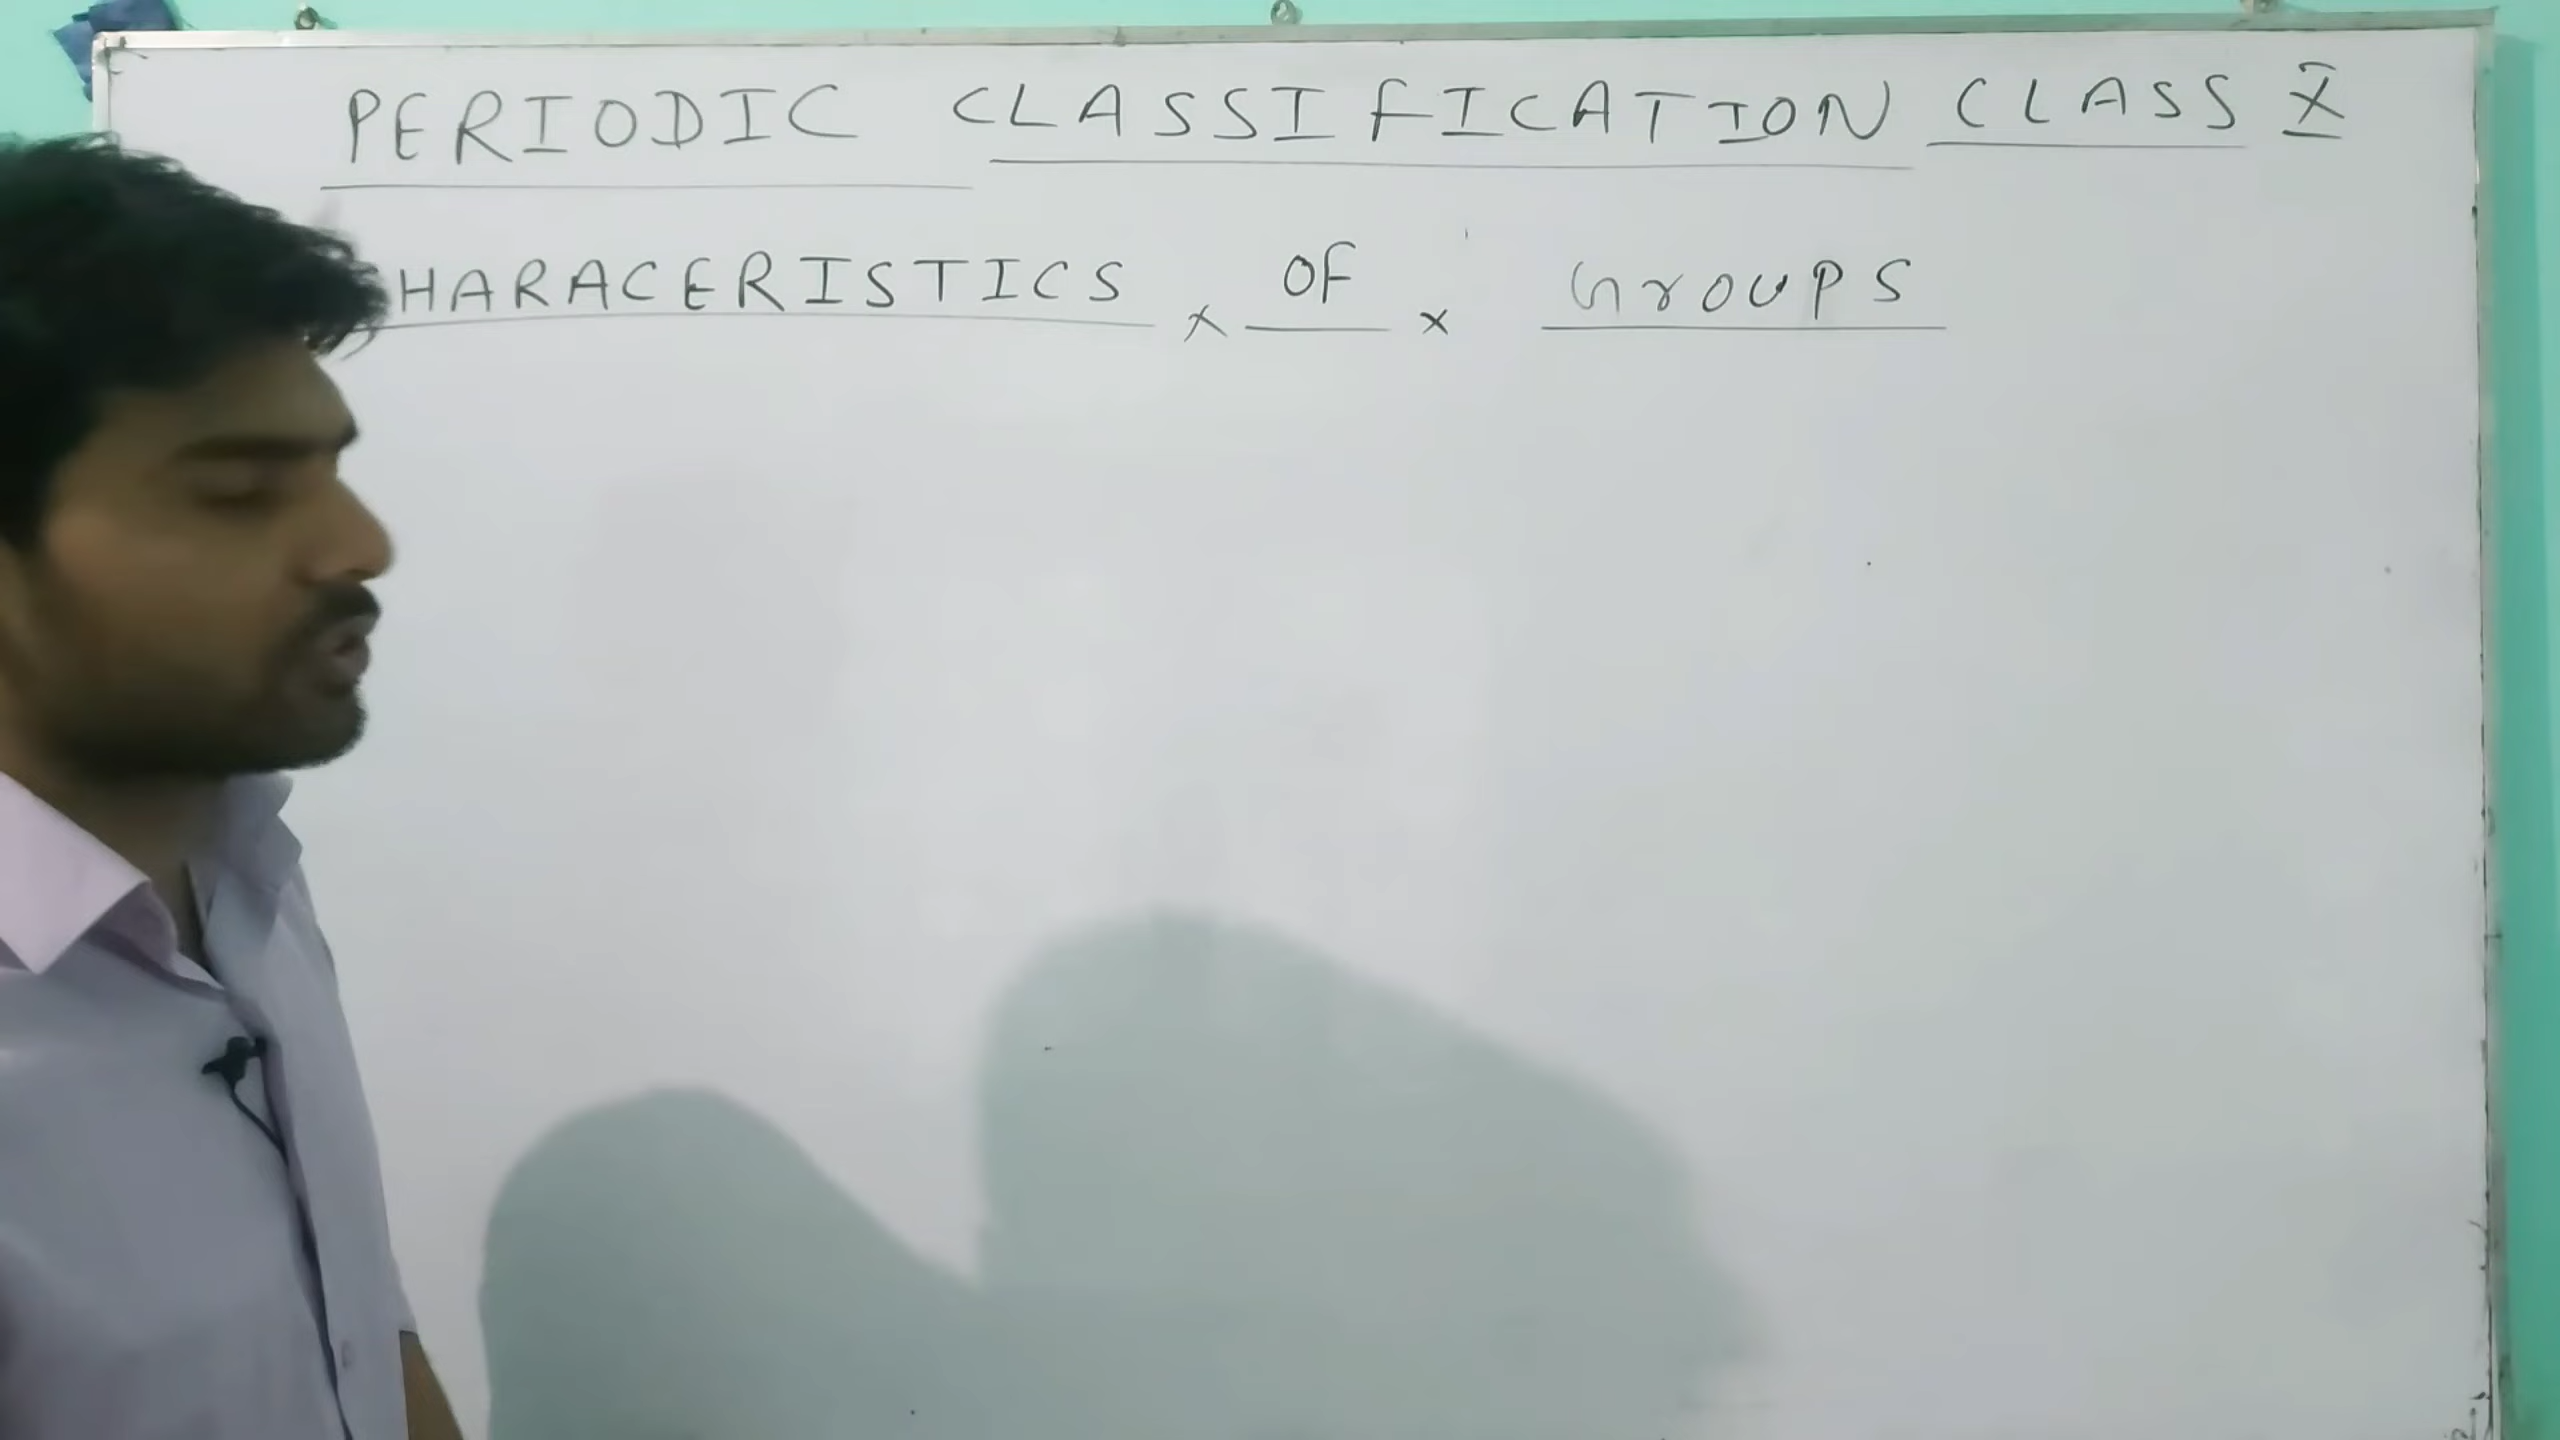 PERIODIC CLASSIFICATION CLASS X
HARACERISTICS × OF × GrOUPS